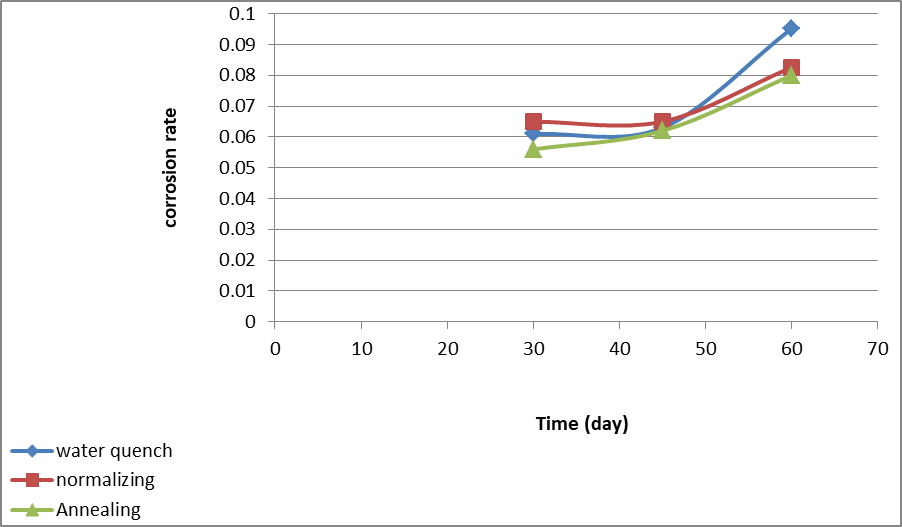 0.1
0.09
0.08
0.07
0.06
0.05
0.04
0.03
0.02
0.01
0
corrosion rate
0 10 20 30 40 50 60 70
Time (day)
water quench
normalizing
Annealing